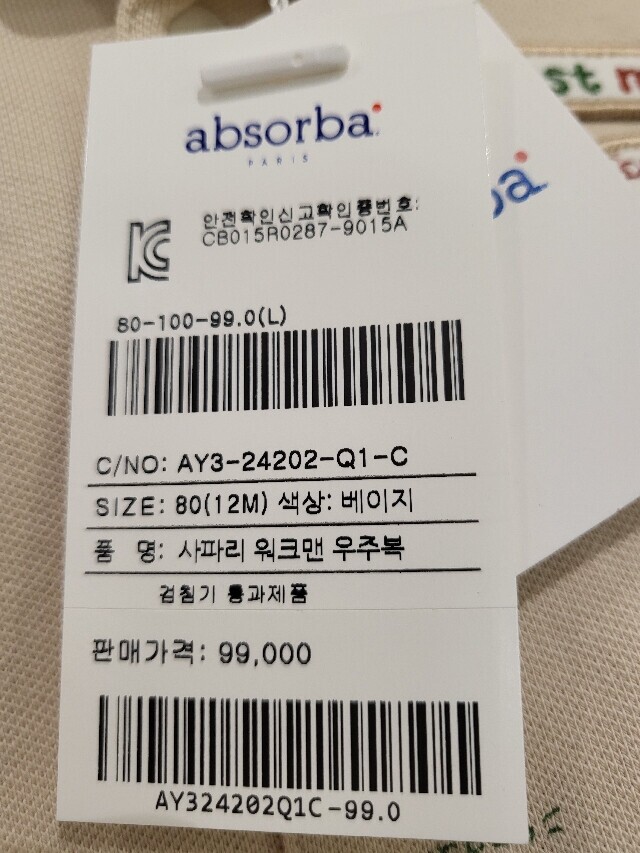 absorba
PARIS
안전확인신고확인증번호:
CB015R0287-9015A
80-100-99.0(L)
C/NO: AY3-24202-Q1-C
SIZE: 80(12M) 색상: 베이지
품 명: 사파리 워크맨 우주복
검침기 통과제품
판매가격: 99,000
AY324202Q1C-99.0
st
ba